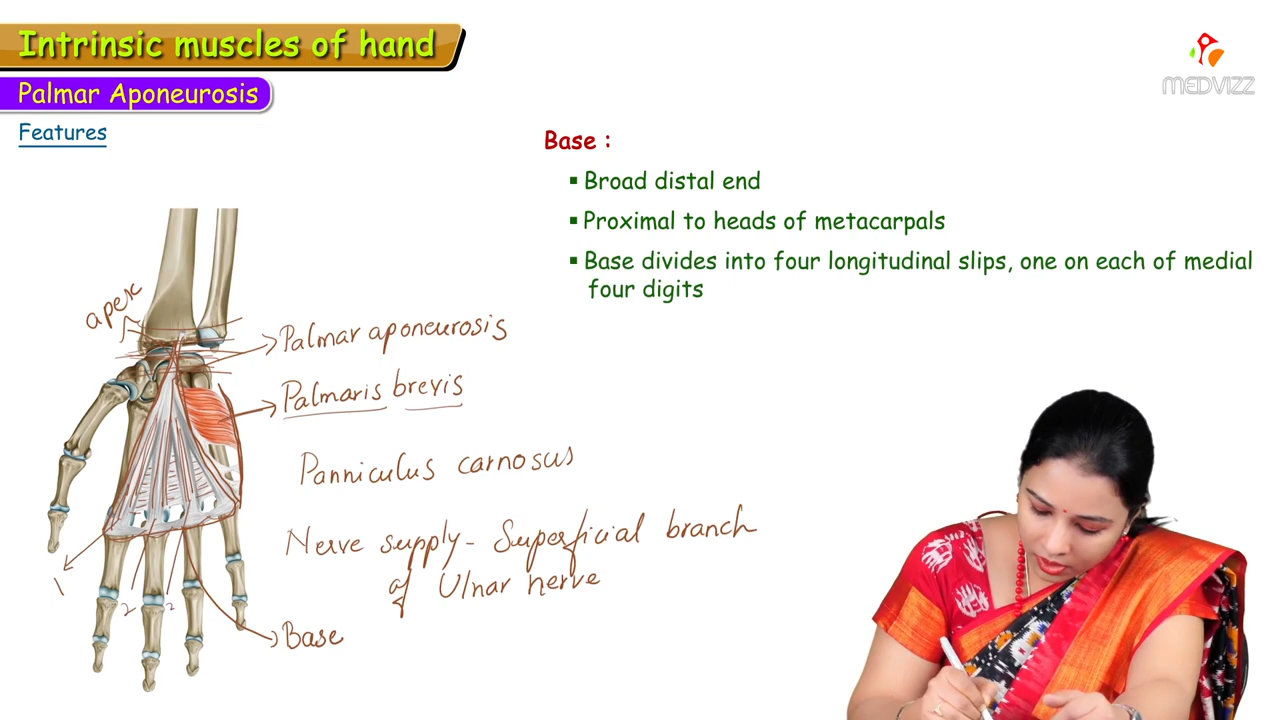 Intrinsic muscles of hand
MEDVIZZ
Palmar Aponeurosis
Features
Base :
▪ Broad distal end
▪ Proximal to heads of metacarpals
▪ Base divides into four longitudinal slips, one on each of medial
four digits
apex
Palmar aponeurosis
Palmaris brevis
Panniculus carnosus
Nerve supply - Superficial branch
of Ulnar nerve
1
2
Base